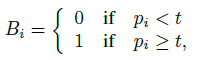 B_i = { 0 if p_i < t
1 if p_i ≥ t,